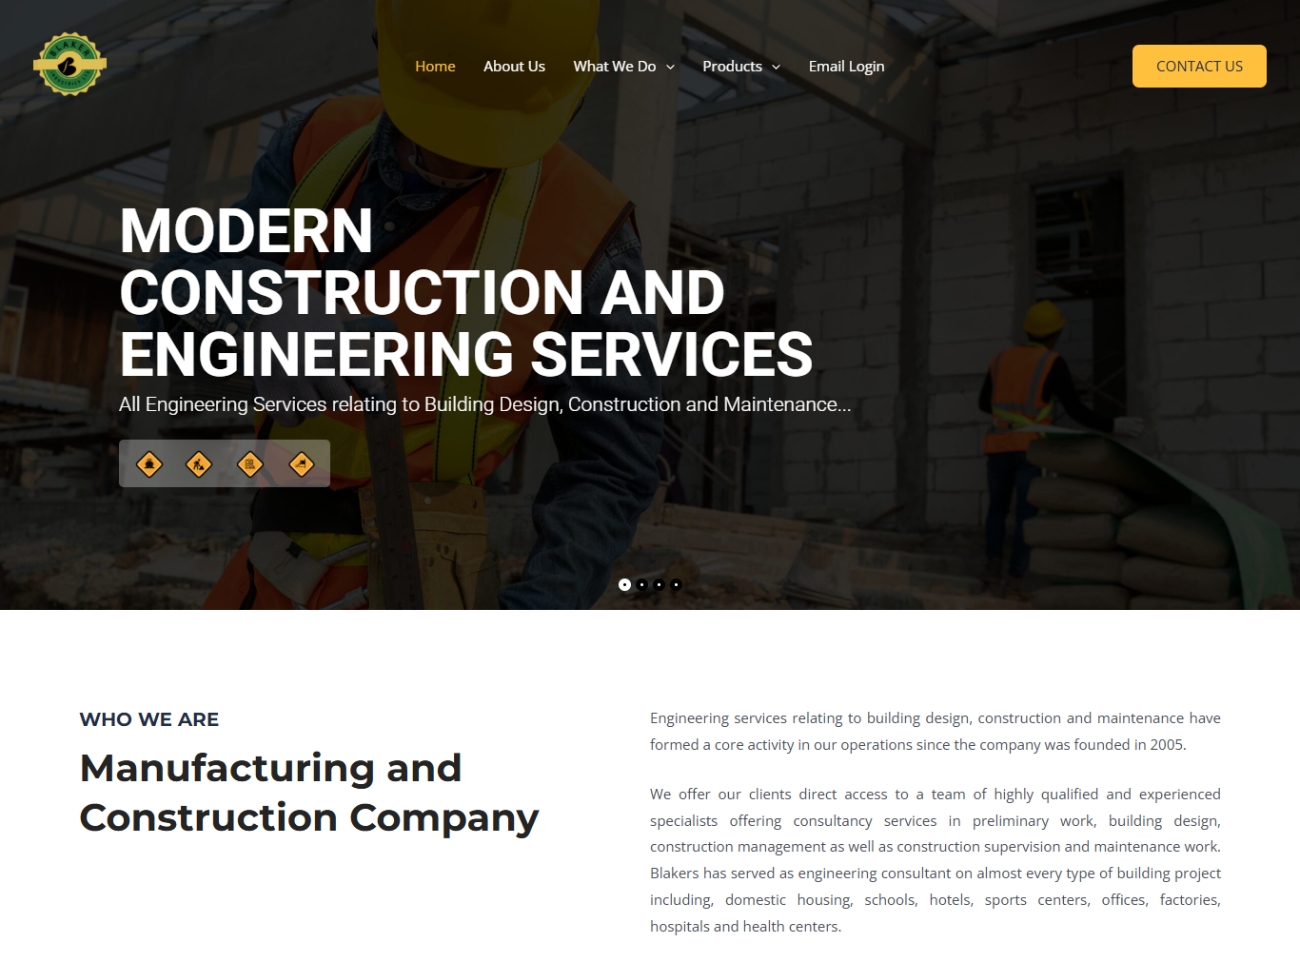 BLAKER
Home
About Us
What We Do
Products
Email Login
CONTACT US
MODERN
CONSTRUCTION AND
ENGINEERING SERVICES
All Engineering Services relating to Building Design, Construction and Maintenance...
WHO WE ARE
Manufacturing and
Construction Company
Engineering services relating to building design, construction and maintenance have
formed a core activity in our operations since the company was founded in 2005.
We offer our clients direct access to a team of highly qualified and experienced
specialists offering consultancy services in preliminary work, building design,
construction management as well as construction supervision and maintenance work.
Blakers has served as engineering consultant on almost every type of building project
including, domestic housing, schools, hotels, sports centers, offices, factories,
hospitals and health centers.